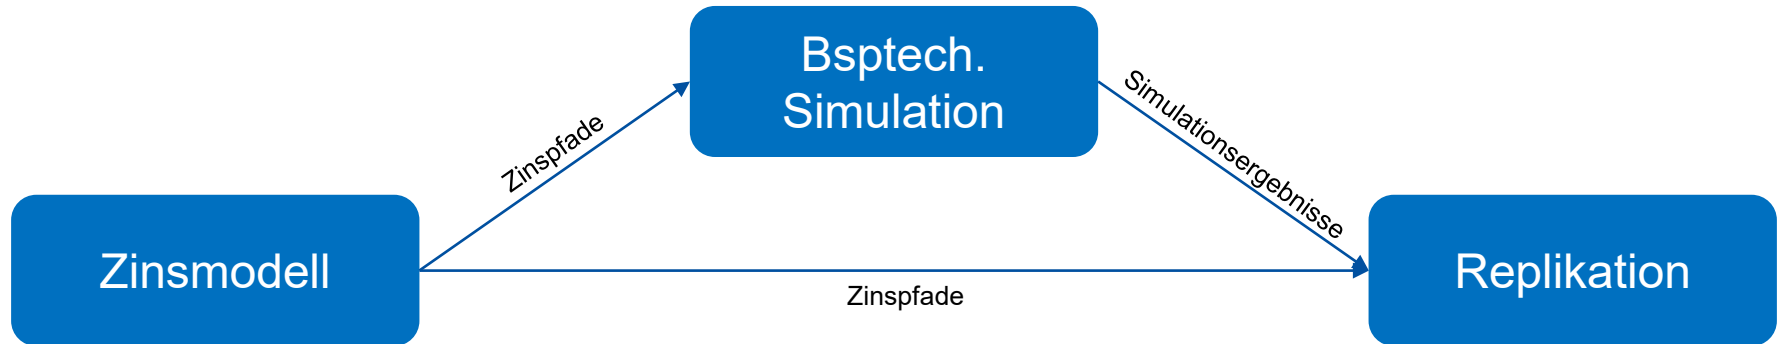 Bsptech.
Simulation
Zinspfade
Simulationsergebnisse
Zinsmodell
Zinspfade
Replikation